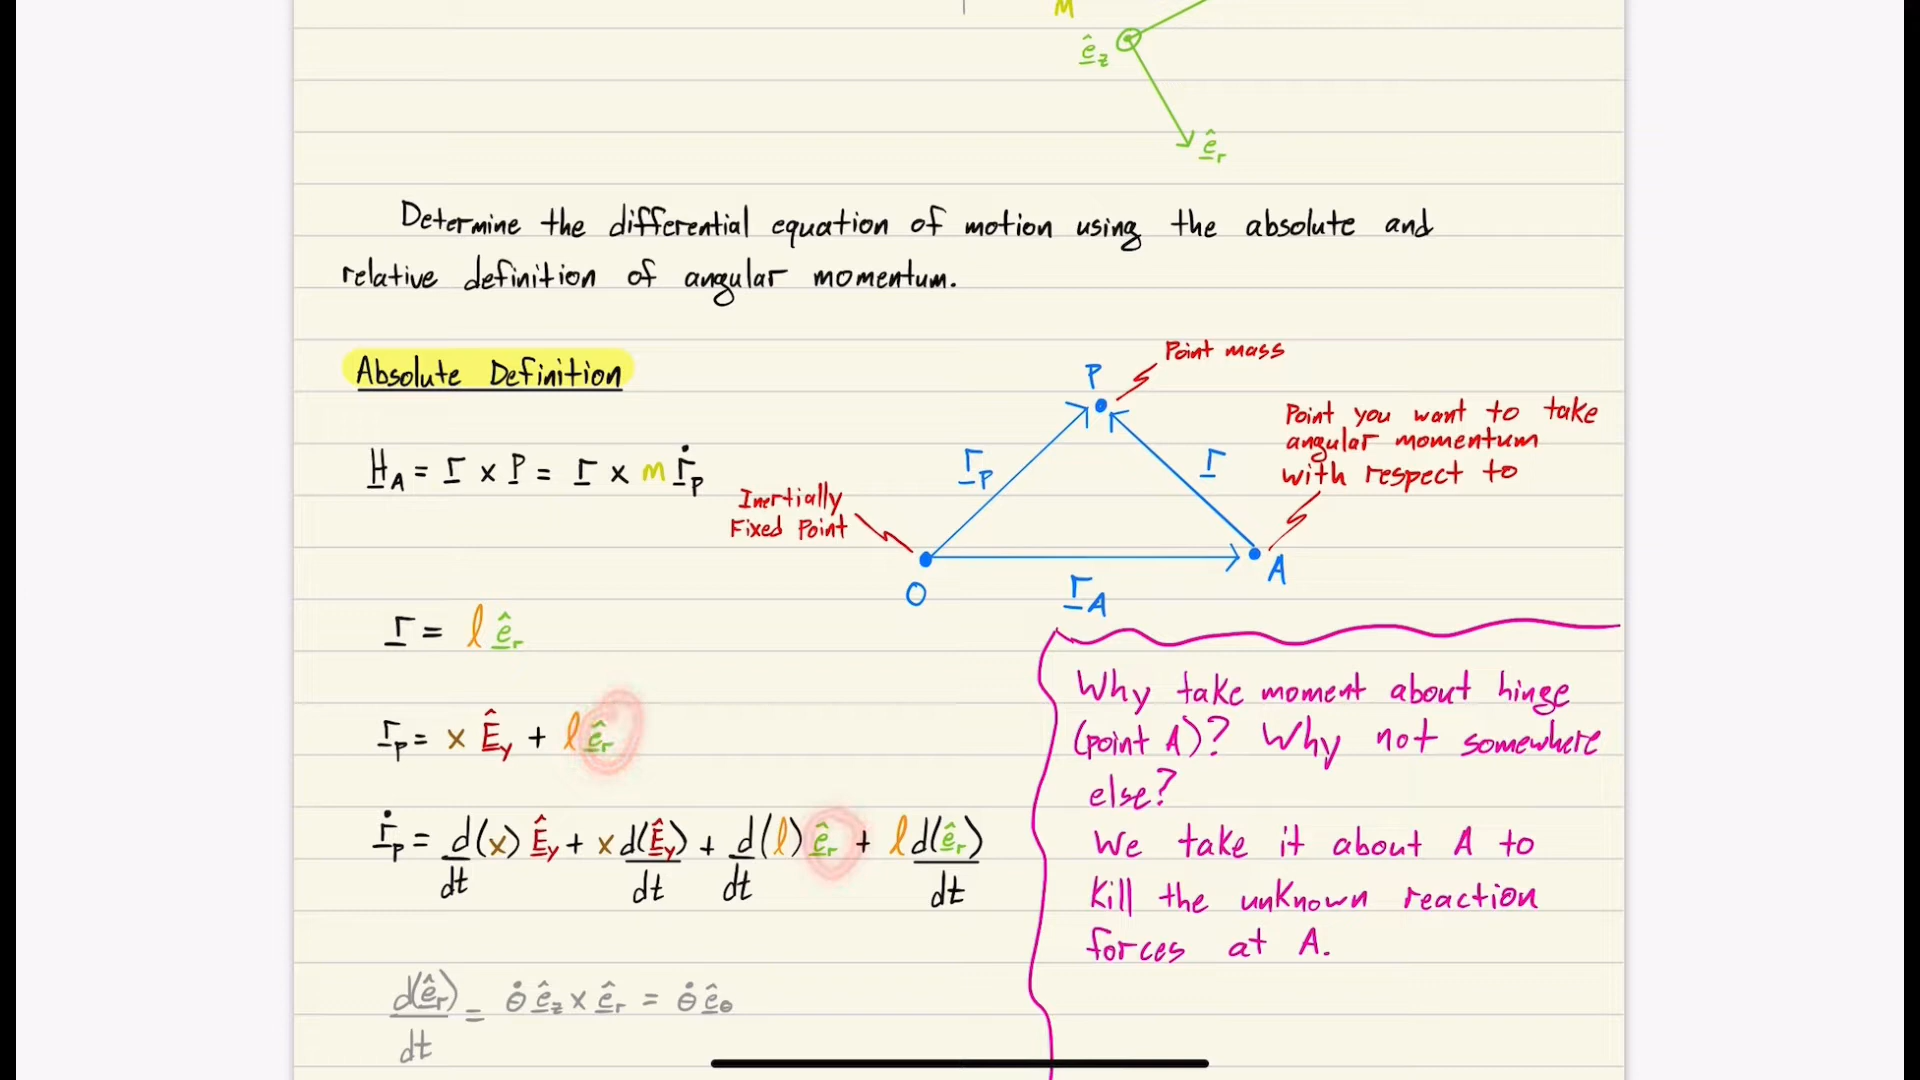 m
ê_z
ê_r
Determine the differential equation of motion using the absolute and
relative definition of angular momentum.
Absolute Definition
H_A = r × P = r × m ṙ_p
Point mass
P
Point you want to take
angular momentum
with respect to
r_p
r
Inertially
Fixed Point
O
r_A
A
r = l ê_r
r_p = x Ê_y + l ê_r
ṙ_p = d(x)/dt Ê_y + x d(Ê_y)/dt + d(l)/dt ê_r + l d(ê_r)/dt
d(ê_r)/dt = θ̇ ê_z × ê_r = θ̇ ê_θ
Why take moment about hinge
(point A)? Why not somewhere
else?
We take it about A to
Kill the unknown reaction
forces at A.